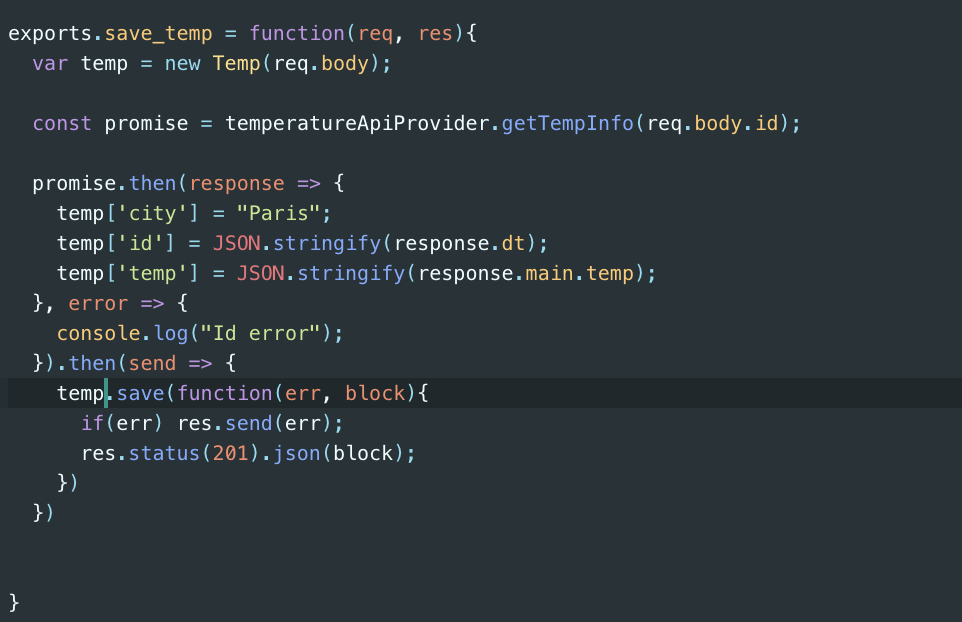 exports.save_temp = function(req, res){
  var temp = new Temp(req.body);
  const promise = temperatureApiProvider.getTempInfo(req.body.id);
  promise.then(response => {
    temp['city'] = "Paris";
    temp['id'] = JSON.stringify(response.dt);
    temp['temp'] = JSON.stringify(response.main.temp);
  }, error => {
    console.log("Id error");
  }).then(send => {
    temp.save(function(err, block){
      if(err) res.send(err);
      res.status(201).json(block);
    })
  })
}